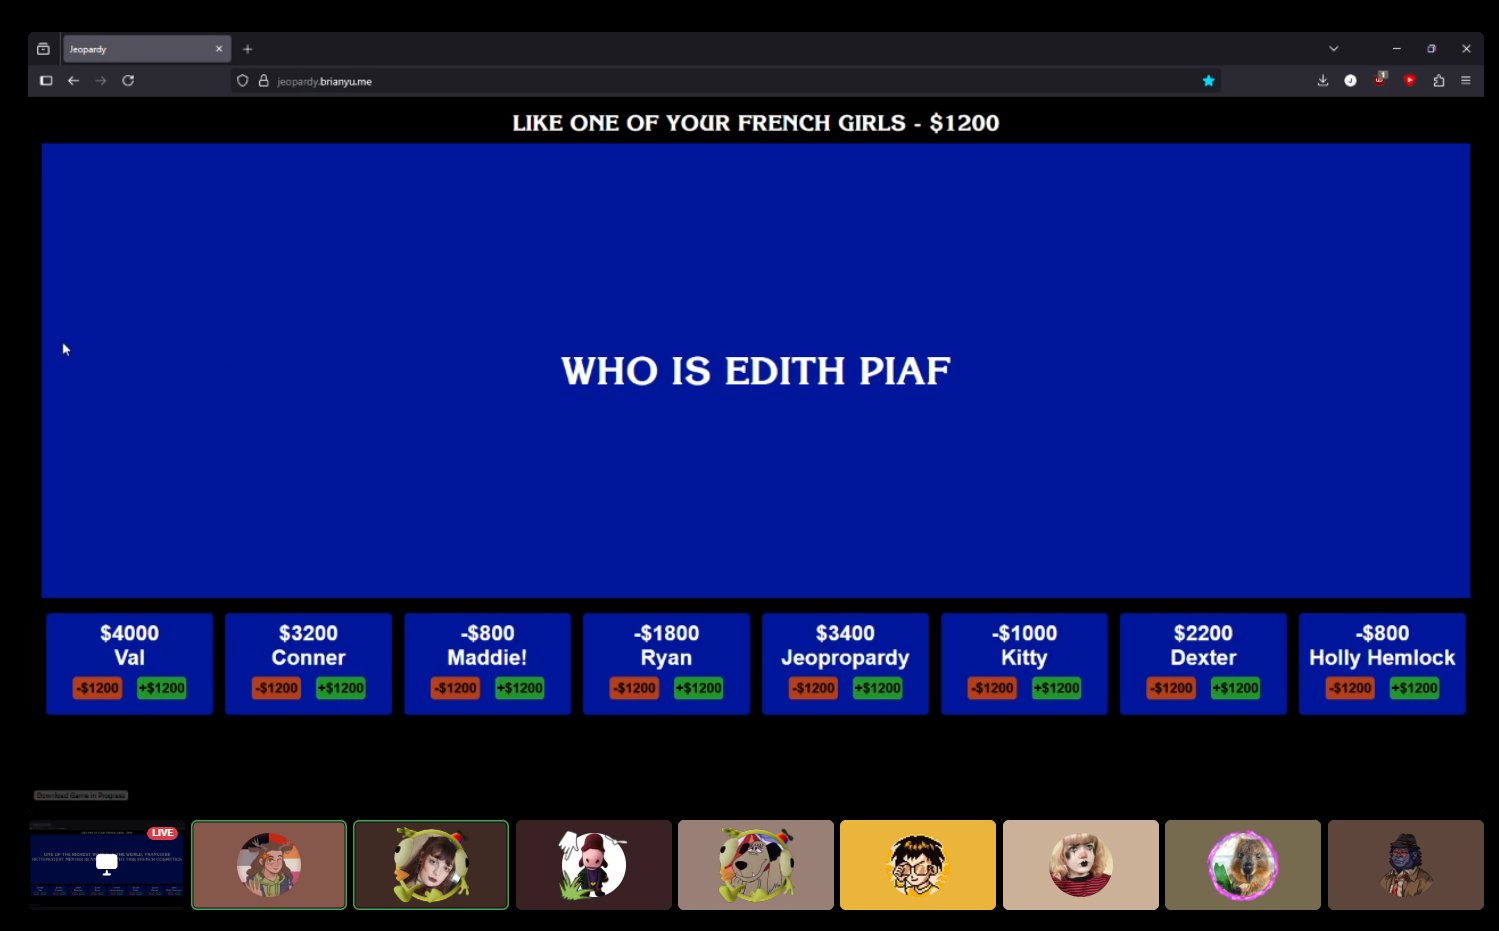 Jeopardy
jeopardy.brianyu.me
1
LIKE ONE OF YOUR FRENCH GIRLS - $1200
WHO IS EDITH PIAF
$4000 $3200 -$800 -$1800 $3400 -$1000 $2200 -$800
Val Conner Maddie! Ryan Jeopropardy Kitty Dexter Holly Hemlock
-$1200 +$1200 -$1200 +$1200 -$1200 +$1200 -$1200 +$1200 -$1200 +$1200 -$1200 +$1200 -$1200 +$1200 -$1200 +$1200
Download Game in Progress
LIVE